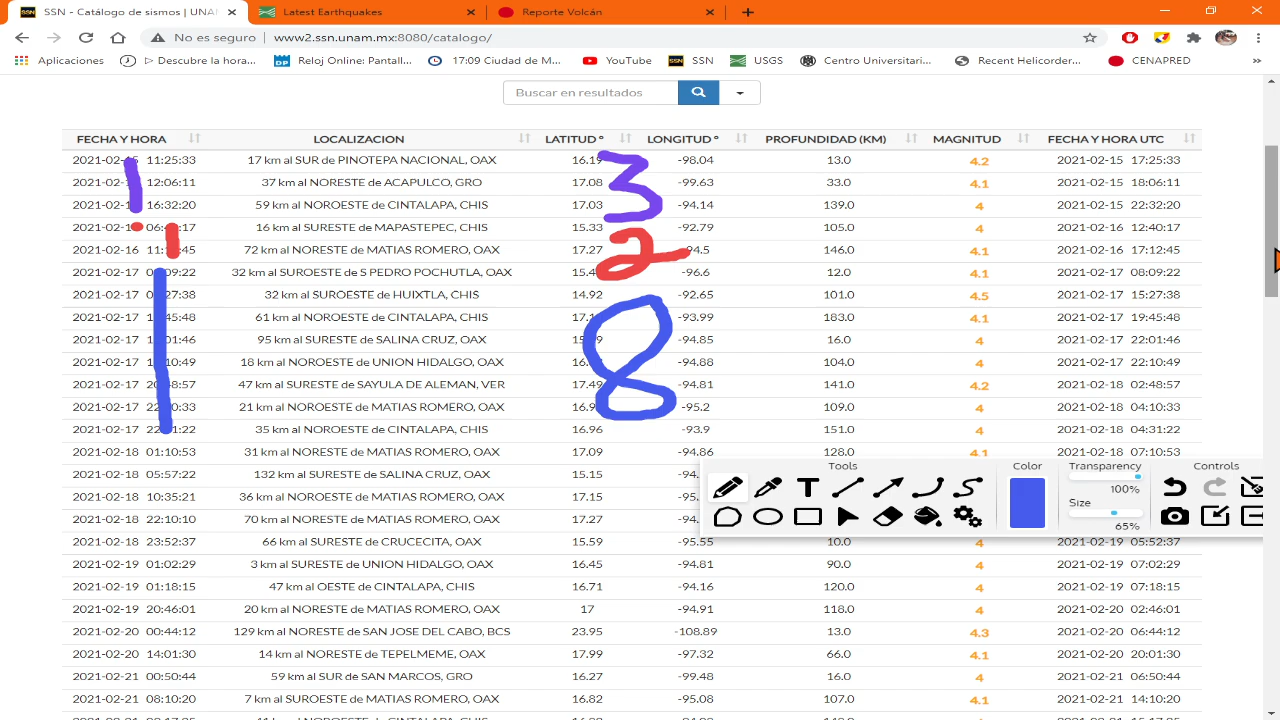 SSN - Catálogo de sismos | UNA
Latest Earthquakes
Reporte Volcán
No es seguro | www2.ssn.unam.mx:8080/catalogo/
Aplicaciones ▷ Descubre la hora... Reloj Online: Pantall... 17:09 Ciudad de M... YouTube SSN USGS Centro Universitari... Recent Helicorder... CENAPRED »
Buscar en resultados
FECHA Y HORA LOCALIZACION LATITUD º LONGITUD º PROFUNDIDAD (KM) MAGNITUD FECHA Y HORA UTC
11:25:33 17 km al SUR de PINOTEPA NACIONAL, OAX 16.19 -98.04 13.0 4.2 2021-02-15 17:25:33
12:06:11 37 km al NORESTE de ACAPULCO, GRO 17.08 -99.63 33.0 4.1 2021-02-15 18:06:11
16:32:20 59 km al NOROESTE de CINTALAPA, CHIS 17.03 -94.14 139.0 4 2021-02-15 22:32:20
16 km al SURESTE de MAPASTEPEC, CHIS 15.33 -92.79 105.0 4 2021-02-16 12:40:17
2021-02-16 72 km al NORESTE de MATIAS ROMERO, OAX 17.27 146.0 4.1 2021-02-16 17:12:45
2021-02-17 32 km al SUROESTE de S PEDRO POCHUTLA, OAX -96.6 12.0 4.1 2021-02-17 08:09:22
2021-02-17 32 km al SUROESTE de HUIXTLA, CHIS 14.92 -92.65 101.0 4.5 2021-02-17 15:27:38
2021-02-17 61 km al NOROESTE de CINTALAPA, CHIS -93.99 183.0 4.1 2021-02-17 19:45:48
2021-02-17 95 km al SURESTE de SALINA CRUZ, OAX -94.85 16.0 4 2021-02-17 22:01:46
2021-02-17 18 km al NOROESTE de UNION HIDALGO, OAX -94.88 104.0 4 2021-02-17 22:10:49
2021-02-17 47 km al SURESTE de SAYULA DE ALEMAN, VER 17.49 -94.81 141.0 4.2 2021-02-18 02:48:57
2021-02-17 21 km al NOROESTE de MATIAS ROMERO, OAX -95.2 109.0 4 2021-02-18 04:10:33
2021-02-17 35 km al NOROESTE de CINTALAPA, CHIS 16.96 -93.9 151.0 4 2021-02-18 04:31:22
2021-02-18 01:10:53 31 km al NORESTE de MATIAS ROMERO, OAX 17.09 -94.86 128.0 4.1 2021-02-18 07:10:53
2021-02-18 05:57:22 132 km al SURESTE de SALINA CRUZ, OAX 15.15
2021-02-18 10:35:21 36 km al NOROESTE de MATIAS ROMERO, OAX 17.15
2021-02-18 22:10:10 al NORESTE de MATIAS ROMERO, OAX 17.27
2021-02-18 23:52:37 66 km al SURESTE de CRUCECITA, OAX 15.59 -95.55 10.0 4 2021-02-19 05:52:37
2021-02-19 01:02:29 3 km al SURESTE de UNION HIDALGO, OAX 16.45 -94.81 90.0 4 2021-02-19 07:02:29
2021-02-19 01:18:15 47 km al OESTE de CINTALAPA, CHIS 16.71 -94.16 120.0 4 2021-02-19 07:18:15
2021-02-19 20:46:01 20 km al NORESTE de MATIAS ROMERO, OAX 17 -94.91 118.0 4 2021-02-20 02:46:01
2021-02-20 00:44:12 129 km al NORESTE de SAN JOSE DEL CABO, BCS 23.95 -108.89 13.0 4.3 2021-02-20 06:44:12
2021-02-20 14:01:30 14 km al NORESTE de TEPELMEME, OAX 17.99 -97.32 66.0 4.1 2021-02-20 20:01:30
2021-02-21 00:50:44 59 km al SUR de SAN MARCOS, GRO 16.27 -99.48 16.0 4 2021-02-21 06:50:44
2021-02-21 08:10:20 7 km al SUROESTE de MATIAS ROMERO, OAX 16.82 -95.08 107.0 4.1 2021-02-21 14:10:20
3
2
8
Tools Color Transparency Controls
100%
Size
65%